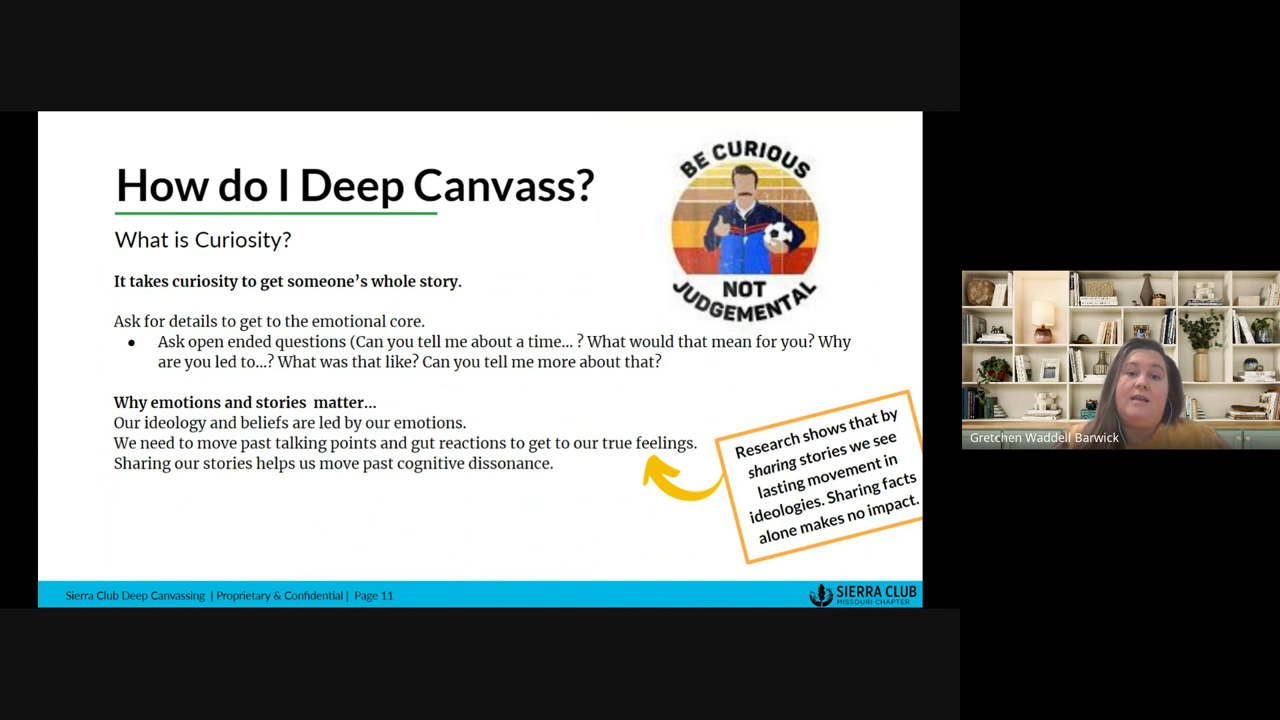 How do I Deep Canvass?
What is Curiosity?
It takes curiosity to get someone's whole story.
Ask for details to get to the emotional core.
● Ask open ended questions (Can you tell me about a time... ? What would that mean for you? Why
are you led to...? What was that like? Can you tell me more about that?
Why emotions and stories  matter...
Our ideology and beliefs are led by our emotions.
We need to move past talking points and gut reactions to get to our true feelings.
Sharing our stories helps us move past cognitive dissonance.
BE CURIOUS
NOT
JUDGEMENTAL
Research shows that by
sharing stories we see
lasting movement in
ideologies. Sharing facts
alone makes no impact.
Sierra Club Deep Canvassing | Proprietary & Confidential | Page 11
SIERRA CLUB
MISSOURI CHAPTER
Gretchen Waddell Barwick